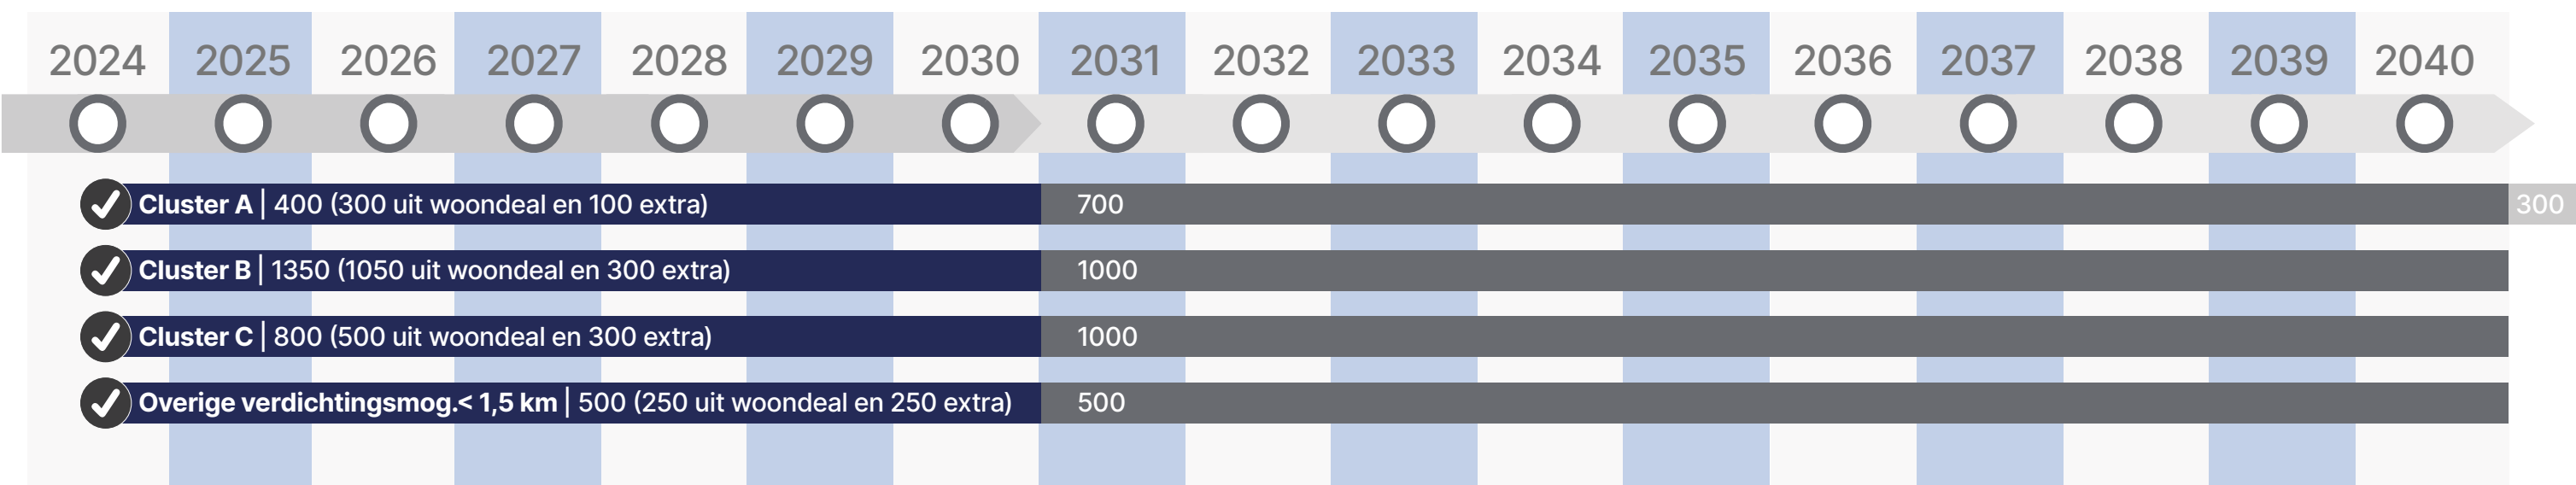 2024 2025 2026 2027 2028 2029 2030 2031 2032 2033 2034 2035 2036 2037 2038 2039 2040
Cluster A | 400 (300 uit woondeal en 100 extra) 700 300
Cluster B | 1350 (1050 uit woondeal en 300 extra) 1000
Cluster C | 800 (500 uit woondeal en 300 extra) 1000
Overige verdichtingsmog.< 1,5 km | 500 (250 uit woondeal en 250 extra) 500